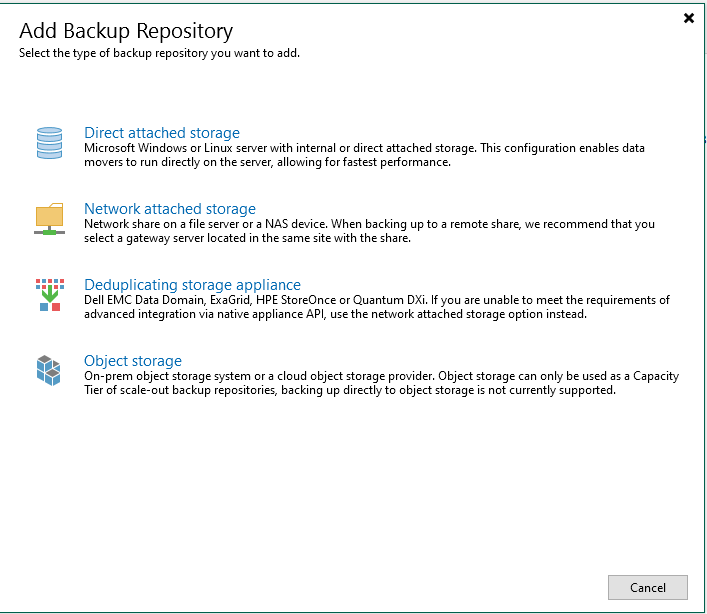 Add Backup Repository
Select the type of backup repository you want to add.
Direct attached storage
Microsoft Windows or Linux server with internal or direct attached storage. This configuration enables data
movers to run directly on the server, allowing for fastest performance.
Network attached storage
Network share on a file server or a NAS device. When backing up to a remote share, we recommend that you
select a gateway server located in the same site with the share.
Deduplicating storage appliance
Dell EMC Data Domain, ExaGrid, HPE StoreOnce or Quantum DXi. If you are unable to meet the requirements of
advanced integration via native appliance API, use the network attached storage option instead.
Object storage
On-prem object storage system or a cloud object storage provider. Object storage can only be used as a Capacity
Tier of scale-out backup repositories, backing up directly to object storage is not currently supported.
Cancel